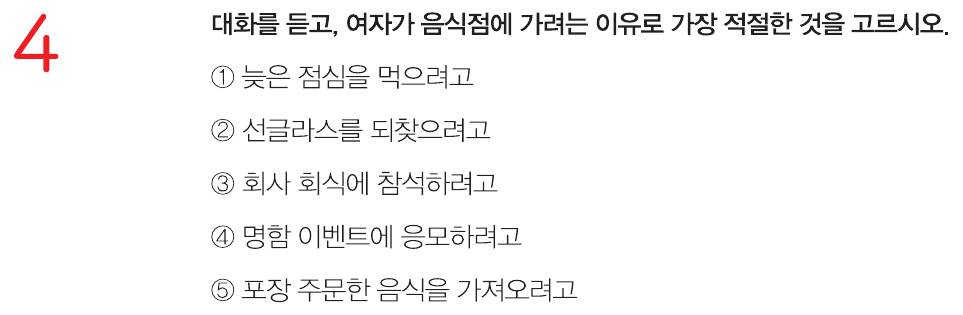 4
대화를 듣고, 여자가 음식점에 가려는 이유로 가장 적절한 것을 고르시오.
① 늦은 점심을 먹으려고
② 선글라스를 되찾으려고
③ 회사 회식에 참석하려고
④ 명함 이벤트에 응모하려고
⑤ 포장 주문한 음식을 가져오려고